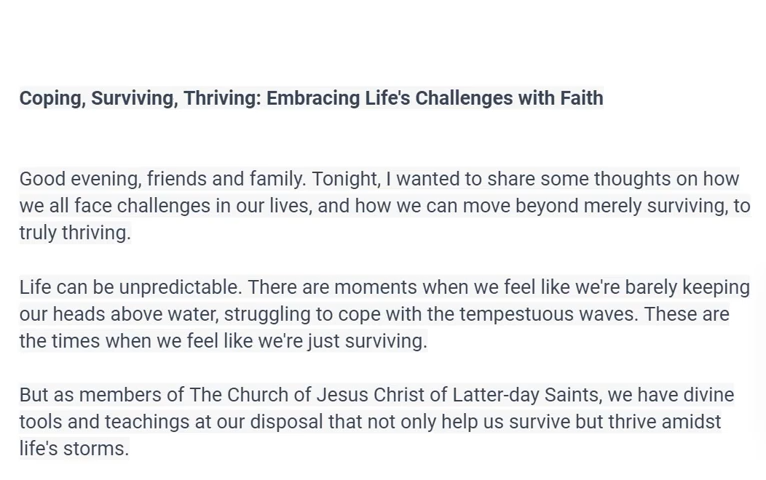 Coping, Surviving, Thriving: Embracing Life's Challenges with Faith
Good evening, friends and family. Tonight, I wanted to share some thoughts on how
we all face challenges in our lives, and how we can move beyond merely surviving, to
truly thriving.
Life can be unpredictable. There are moments when we feel like we're barely keeping
our heads above water, struggling to cope with the tempestuous waves. These are
the times when we feel like we're just surviving.
But as members of The Church of Jesus Christ of Latter-day Saints, we have divine
tools and teachings at our disposal that not only help us survive but thrive amidst
life's storms.